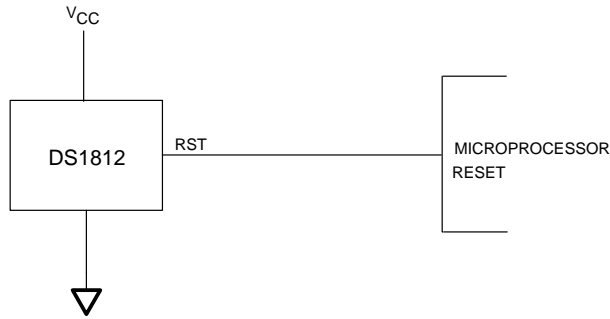 VCC
DS1812
RST
MICROPROCESSOR
RESET